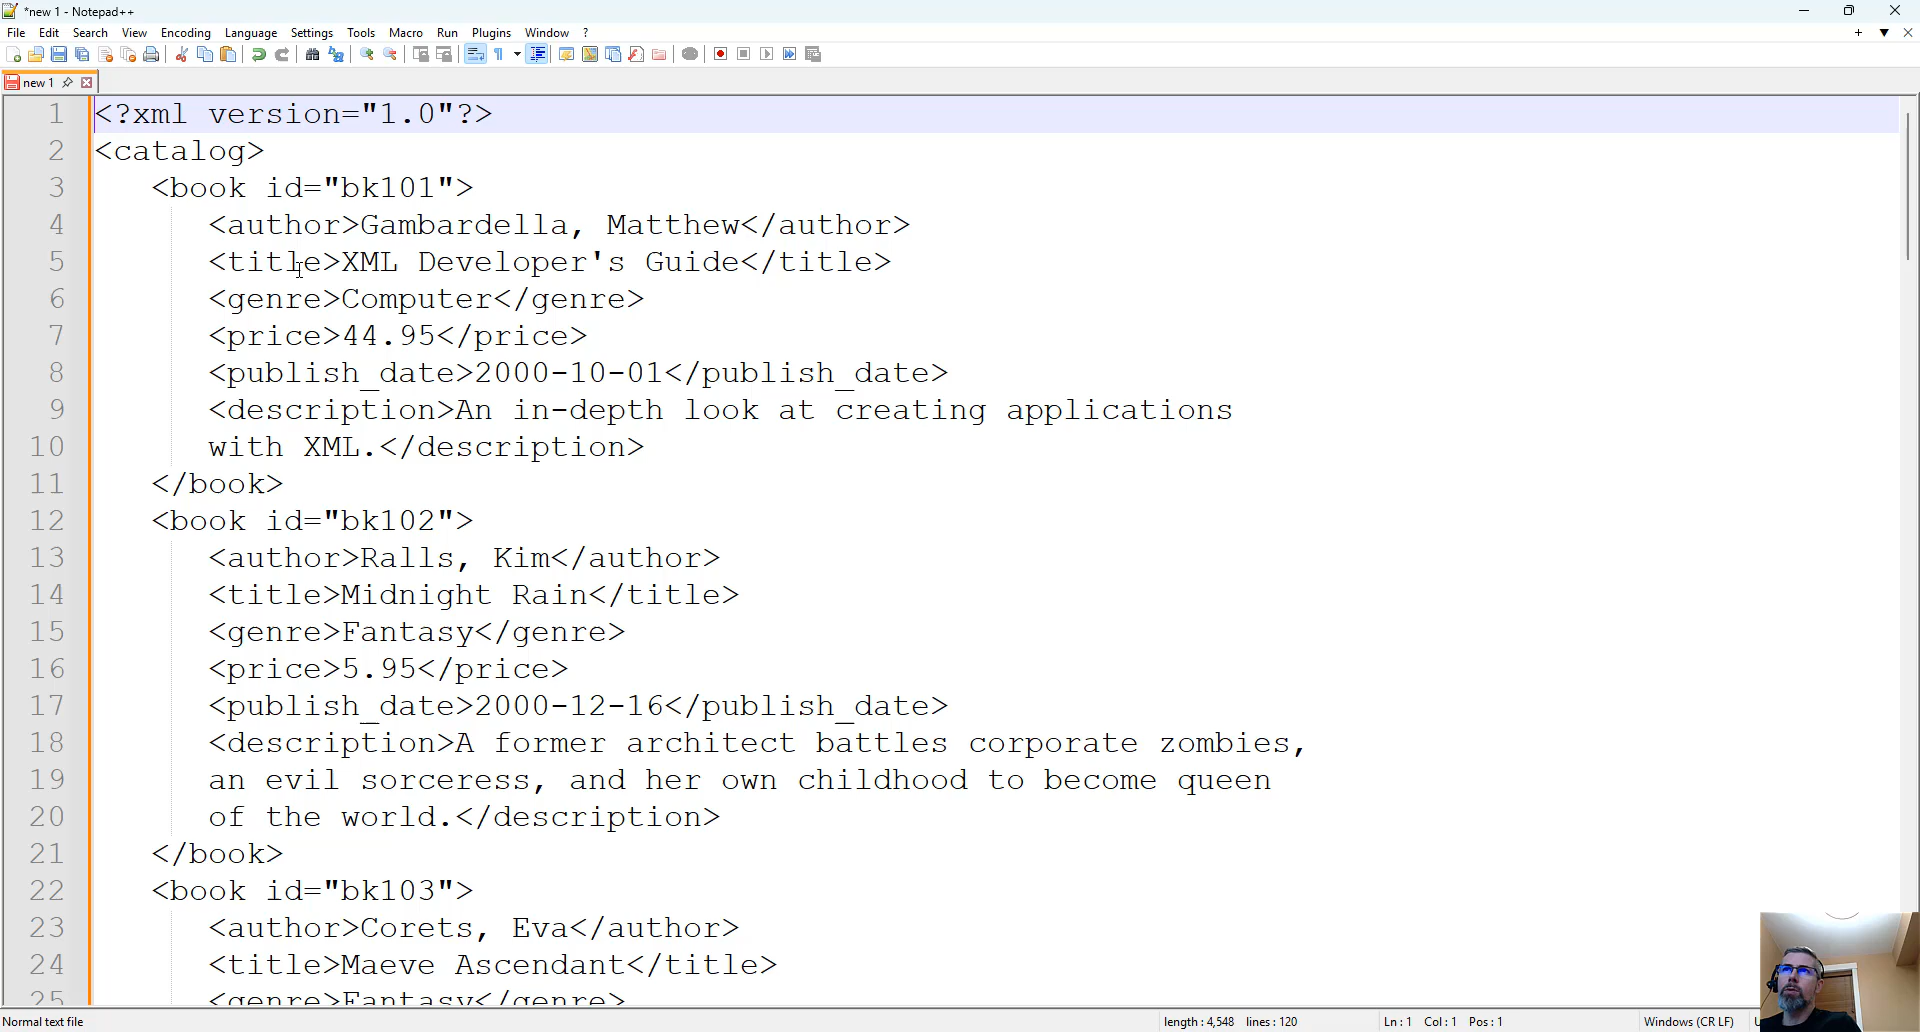 *new 1 - Notepad++
File Edit Search View Encoding Language Settings Tools Macro Run Plugins Window ?
new 1
1 <?xml version="1.0"?>
2 <catalog>
3 <book id="bk101">
4 <author>Gambardella, Matthew</author>
5 <title>XML Developer's Guide</title>
6 <genre>Computer</genre>
7 <price>44.95</price>
8 <publish_date>2000-10-01</publish_date>
9 <description>An in-depth look at creating applications
10 with XML.</description>
11 </book>
12 <book id="bk102">
13 <author>Ralls, Kim</author>
14 <title>Midnight Rain</title>
15 <genre>Fantasy</genre>
16 <price>5.95</price>
17 <publish_date>2000-12-16</publish_date>
18 <description>A former architect battles corporate zombies,
19 an evil sorceress, and her own childhood to become queen
20 of the world.</description>
21 </book>
22 <book id="bk103">
23 <author>Corets, Eva</author>
24 <title>Maeve Ascendant</title>
25 <genre>Fantasy</genre>
Normal text file length : 4,548 lines : 120 Ln : 1 Col : 1 Pos : 1 Windows (CR LF)